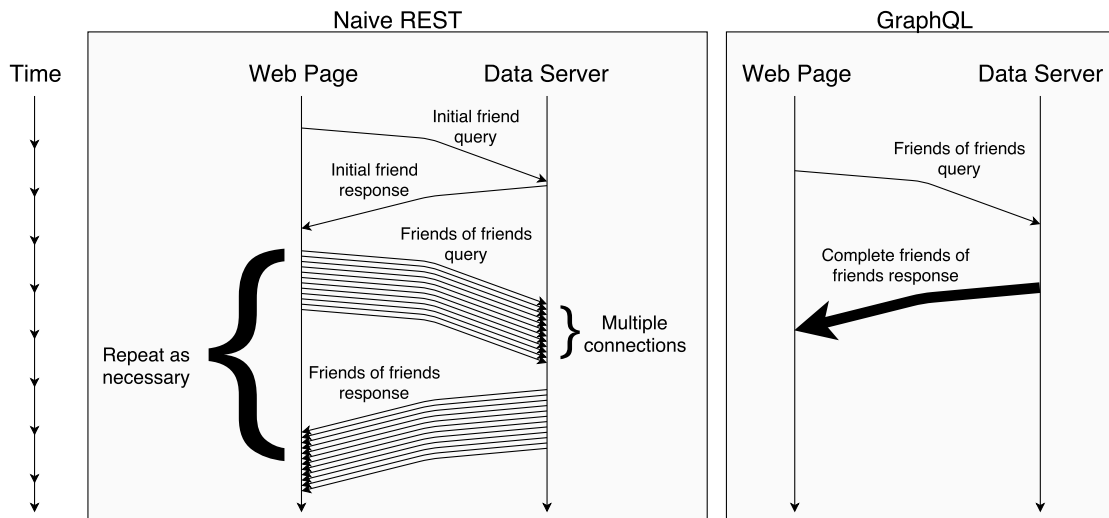 Naive REST
GraphQL
Time
Web Page
Data Server
Web Page
Data Server
Initial friend
query
Initial friend
response
Friends of friends
query
Multiple
connections
Repeat as
necessary
Friends of friends
response
Friends of friends
query
Complete friends of
friends response